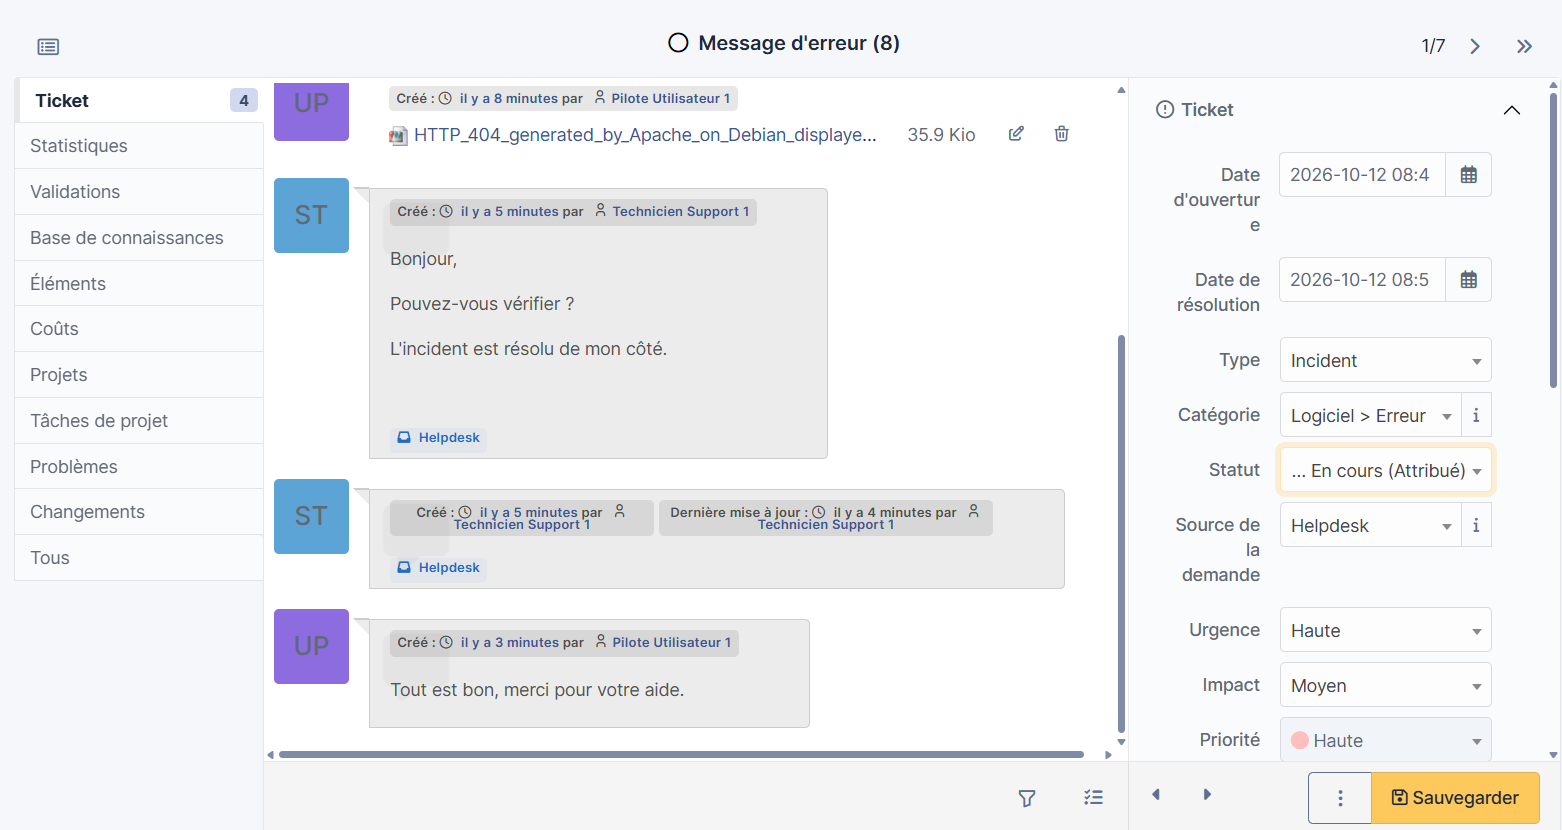 Message d'erreur (8)
1/7
Ticket
4
Statistiques
Validations
Base de connaissances
Éléments
Coûts
Projets
Tâches de projet
Problèmes
Changements
Tous
UP
Créé : il y a 8 minutes par Pilote Utilisateur 1
HTTP_404_generated_by_Apache_on_Debian_displaye... 35.9 Kio
ST
Créé : il y a 5 minutes par Technicien Support 1
Bonjour,
Pouvez-vous vérifier ?
L'incident est résolu de mon côté.
Helpdesk
ST
Créé : il y a 5 minutes par
Technicien Support 1
Dernière mise à jour : il y a 4 minutes par
Technicien Support 1
Helpdesk
UP
Créé : il y a 3 minutes par Pilote Utilisateur 1
Tout est bon, merci pour votre aide.
Ticket
Date
d'ouvertur
e
2026-10-12 08:4
Date de
résolution
2026-10-12 08:5
Type
Incident
Catégorie
Logiciel > Erreur
i
Statut
... En cours (Attribué)
Source de
la
demande
Helpdesk
i
Urgence
Haute
Impact
Moyen
Priorité
Haute
Sauvegarder